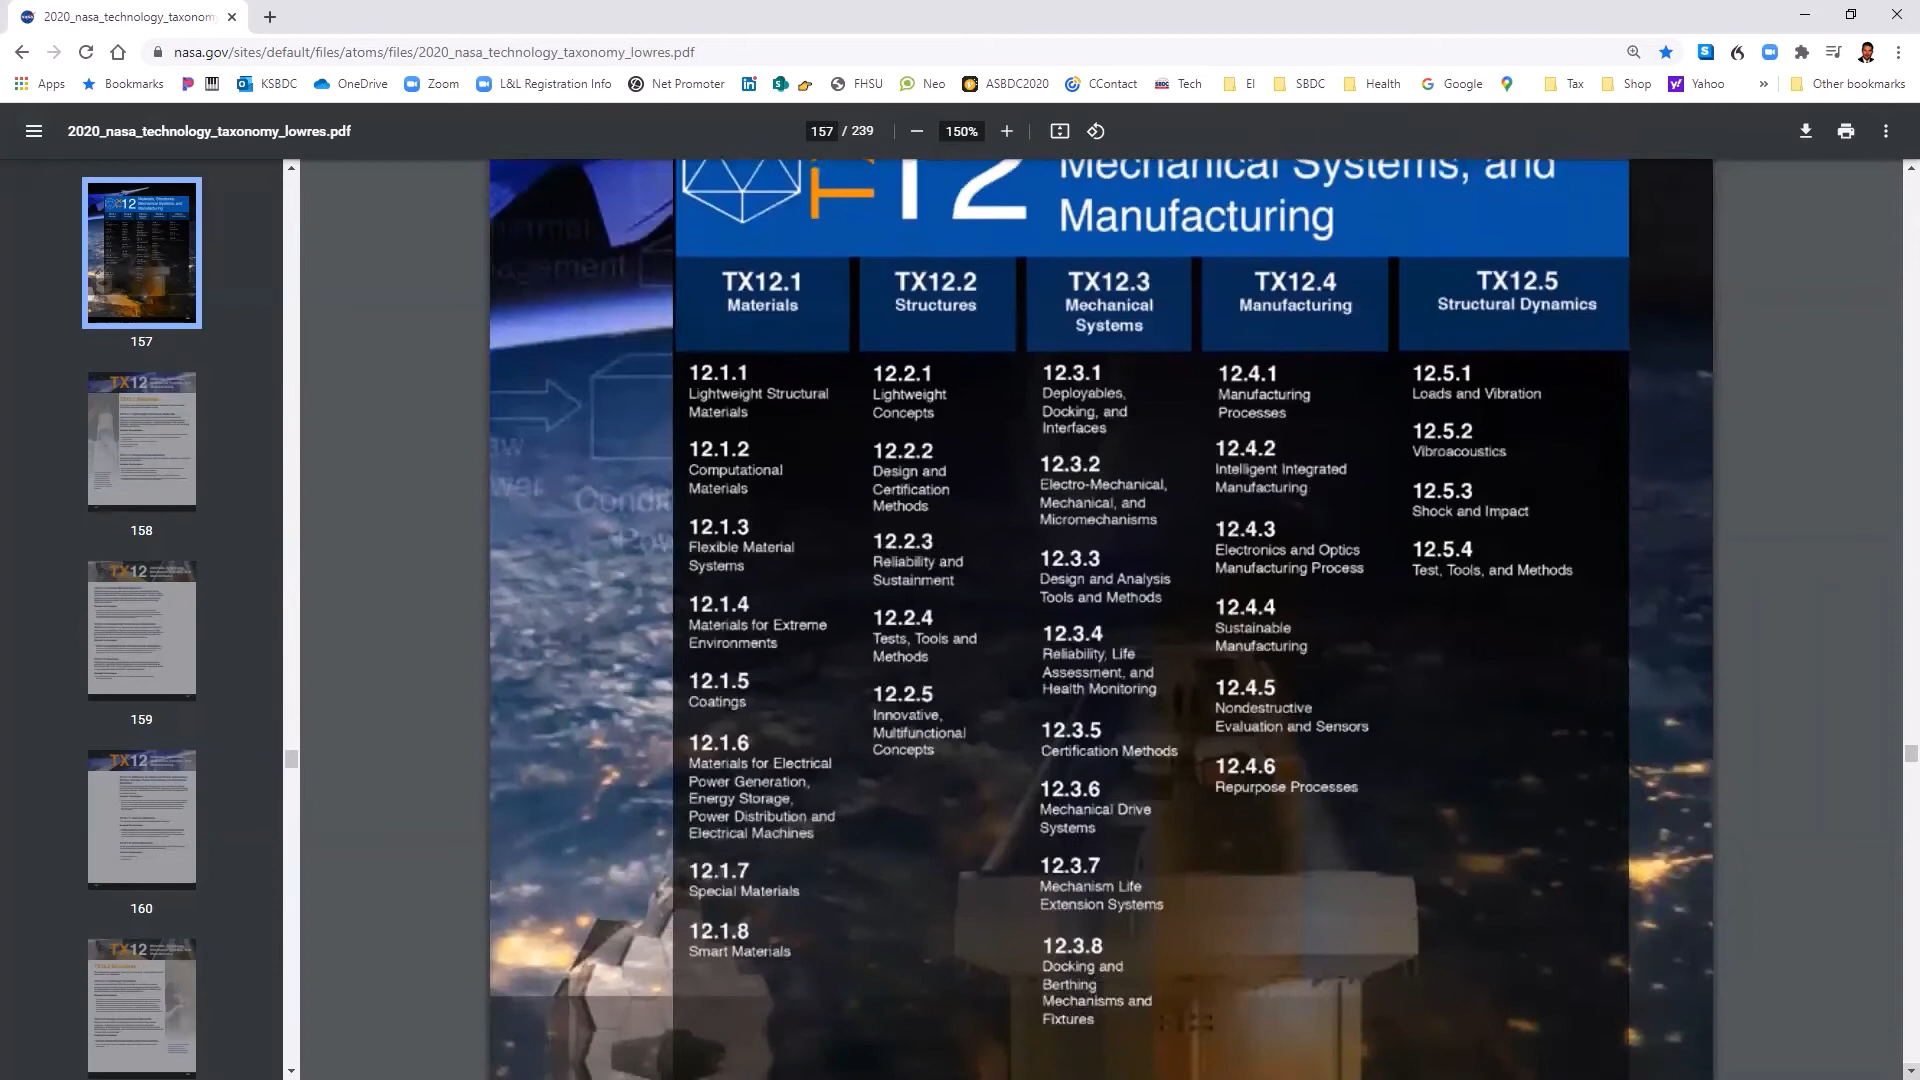 2020_nasa_technology_taxonom
nasa.gov/sites/default/files/atoms/files/2020_nasa_technology_taxonomy_lowres.pdf
Apps Bookmarks KSBDC OneDrive Zoom L&L Registration Info Net Promoter FHSU Neo ASBDC2020 CContact Tech EI SBDC Health Google Tax Shop Yahoo » Other bookmarks
2020_nasa_technology_taxonomy_lowres.pdf 157 / 239 150%
157
158
159
160
TX12
TX12
TX12
TX12
Mechanical Systems, and
Manufacturing
12
TX12.1
Materials
12.1.1
Lightweight Structural
Materials
12.1.2
Computational
Materials
12.1.3
Flexible Material
Systems
12.1.4
Materials for Extreme
Environments
12.1.5
Coatings
12.1.6
Materials for Electrical
Power Generation,
Energy Storage,
Power Distribution and
Electrical Machines
12.1.7
Special Materials
12.1.8
Smart Materials
TX12.2
Structures
12.2.1
Lightweight
Concepts
12.2.2
Design and
Certification
Methods
12.2.3
Reliability and
Sustainment
12.2.4
Tests, Tools and
Methods
12.2.5
Innovative,
Multifunctional
Concepts
TX12.3
Mechanical
Systems
12.3.1
Deployables,
Docking, and
Interfaces
12.3.2
Electro-Mechanical,
Mechanical, and
Micromechanisms
12.3.3
Design and Analysis
Tools and Methods
12.3.4
Reliability, Life
Assessment, and
Health Monitoring
12.3.5
Certification Methods
12.3.6
Mechanical Drive
Systems
12.3.7
Mechanism Life
Extension Systems
12.3.8
Docking and
Berthing
Mechanisms and
Fixtures
TX12.4
Manufacturing
12.4.1
Manufacturing
Processes
12.4.2
Intelligent Integrated
Manufacturing
12.4.3
Electronics and Optics
Manufacturing Process
12.4.4
Sustainable
Manufacturing
12.4.5
Nondestructive
Evaluation and Sensors
12.4.6
Repurpose Processes
TX12.5
Structural Dynamics
12.5.1
Loads and Vibration
12.5.2
Vibroacoustics
12.5.3
Shock and Impact
12.5.4
Test, Tools, and Methods